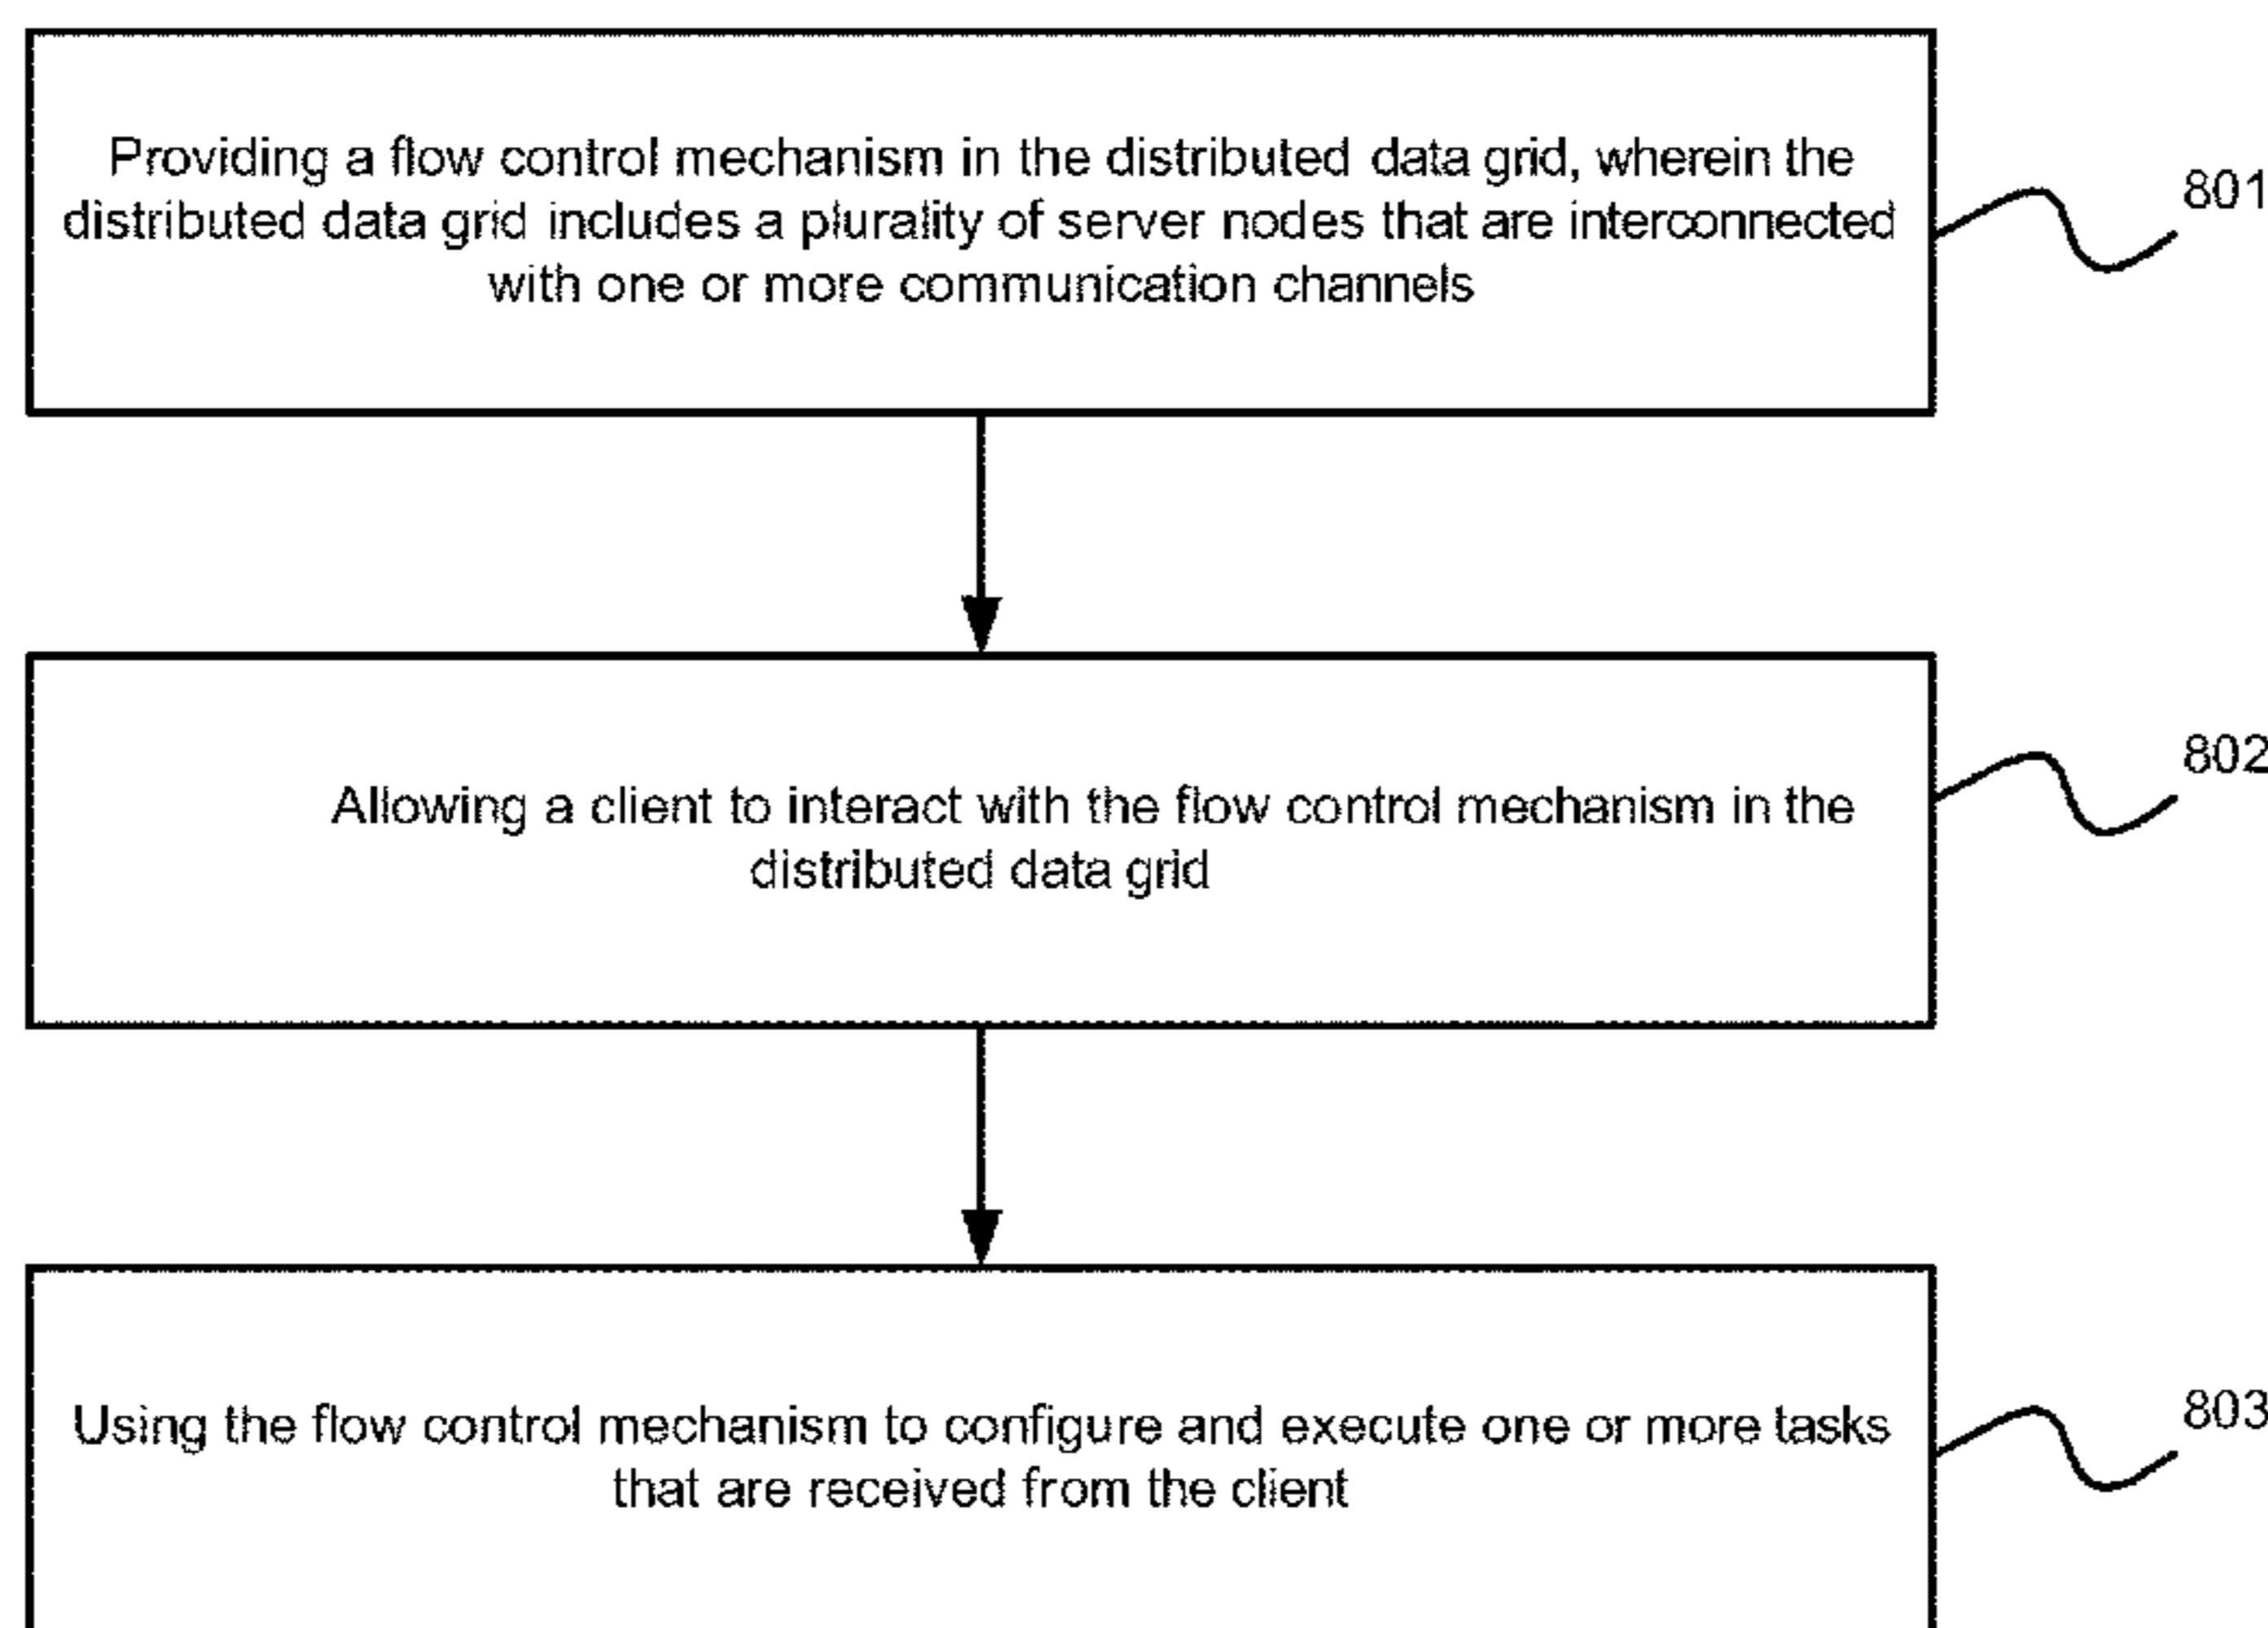 Providing a flow control mechanism in the distributed data grid, wherein the
distributed data grid includes a plurality of server nodes that are interconnected
with one or more communication channels
801
Allowing a client to interact with the flow control mechanism in the
distributed data grid
802
Using the flow control mechanism to configure and execute one or more tasks
that are received from the client
803